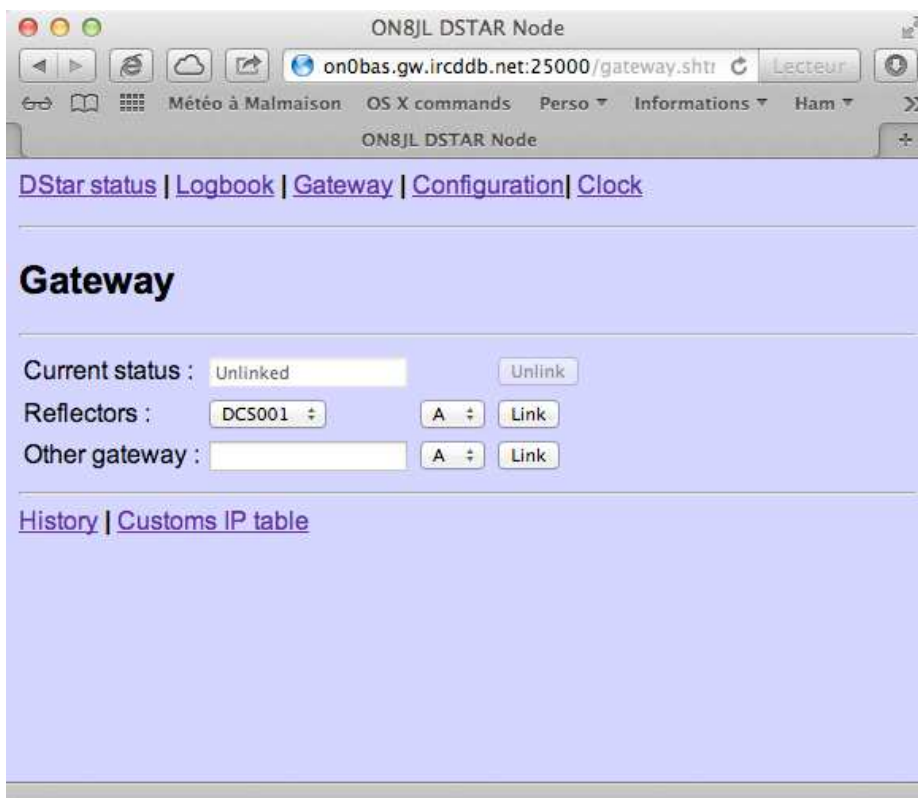 ON8JL DSTAR Node
on0bas.gw.ircddb.net:25000/gateway.shtr Lecteur
Météo à Malmaison OS X commands Perso Informations Ham
ON8JL DSTAR Node
DStar status | Logbook | Gateway | Configuration| Clock
Gateway
Current status : Unlinked Unlink
Reflectors : DCS001 A Link
Other gateway : A Link
History | Customs IP table